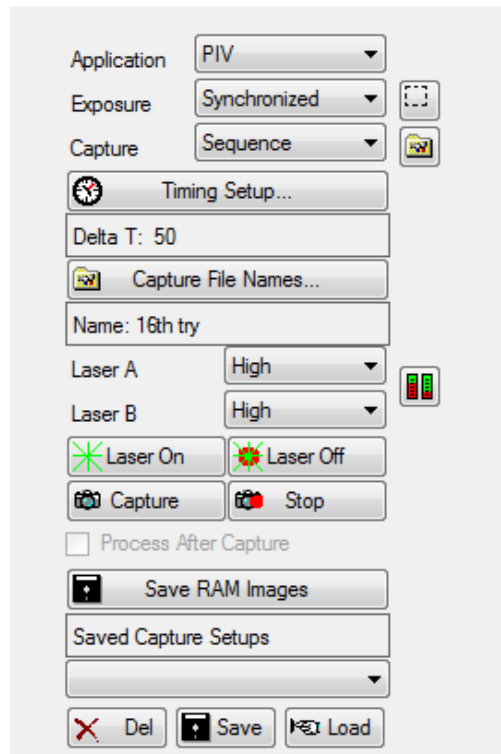 Application PIV
Exposure Synchronized
Capture Sequence
Timing Setup...
Delta T: 50
Capture File Names...
Name: 16th try
Laser A High
Laser B High
Laser On Laser Off
Capture Stop
Process After Capture
Save RAM Images
Saved Capture Setups
Del Save Load